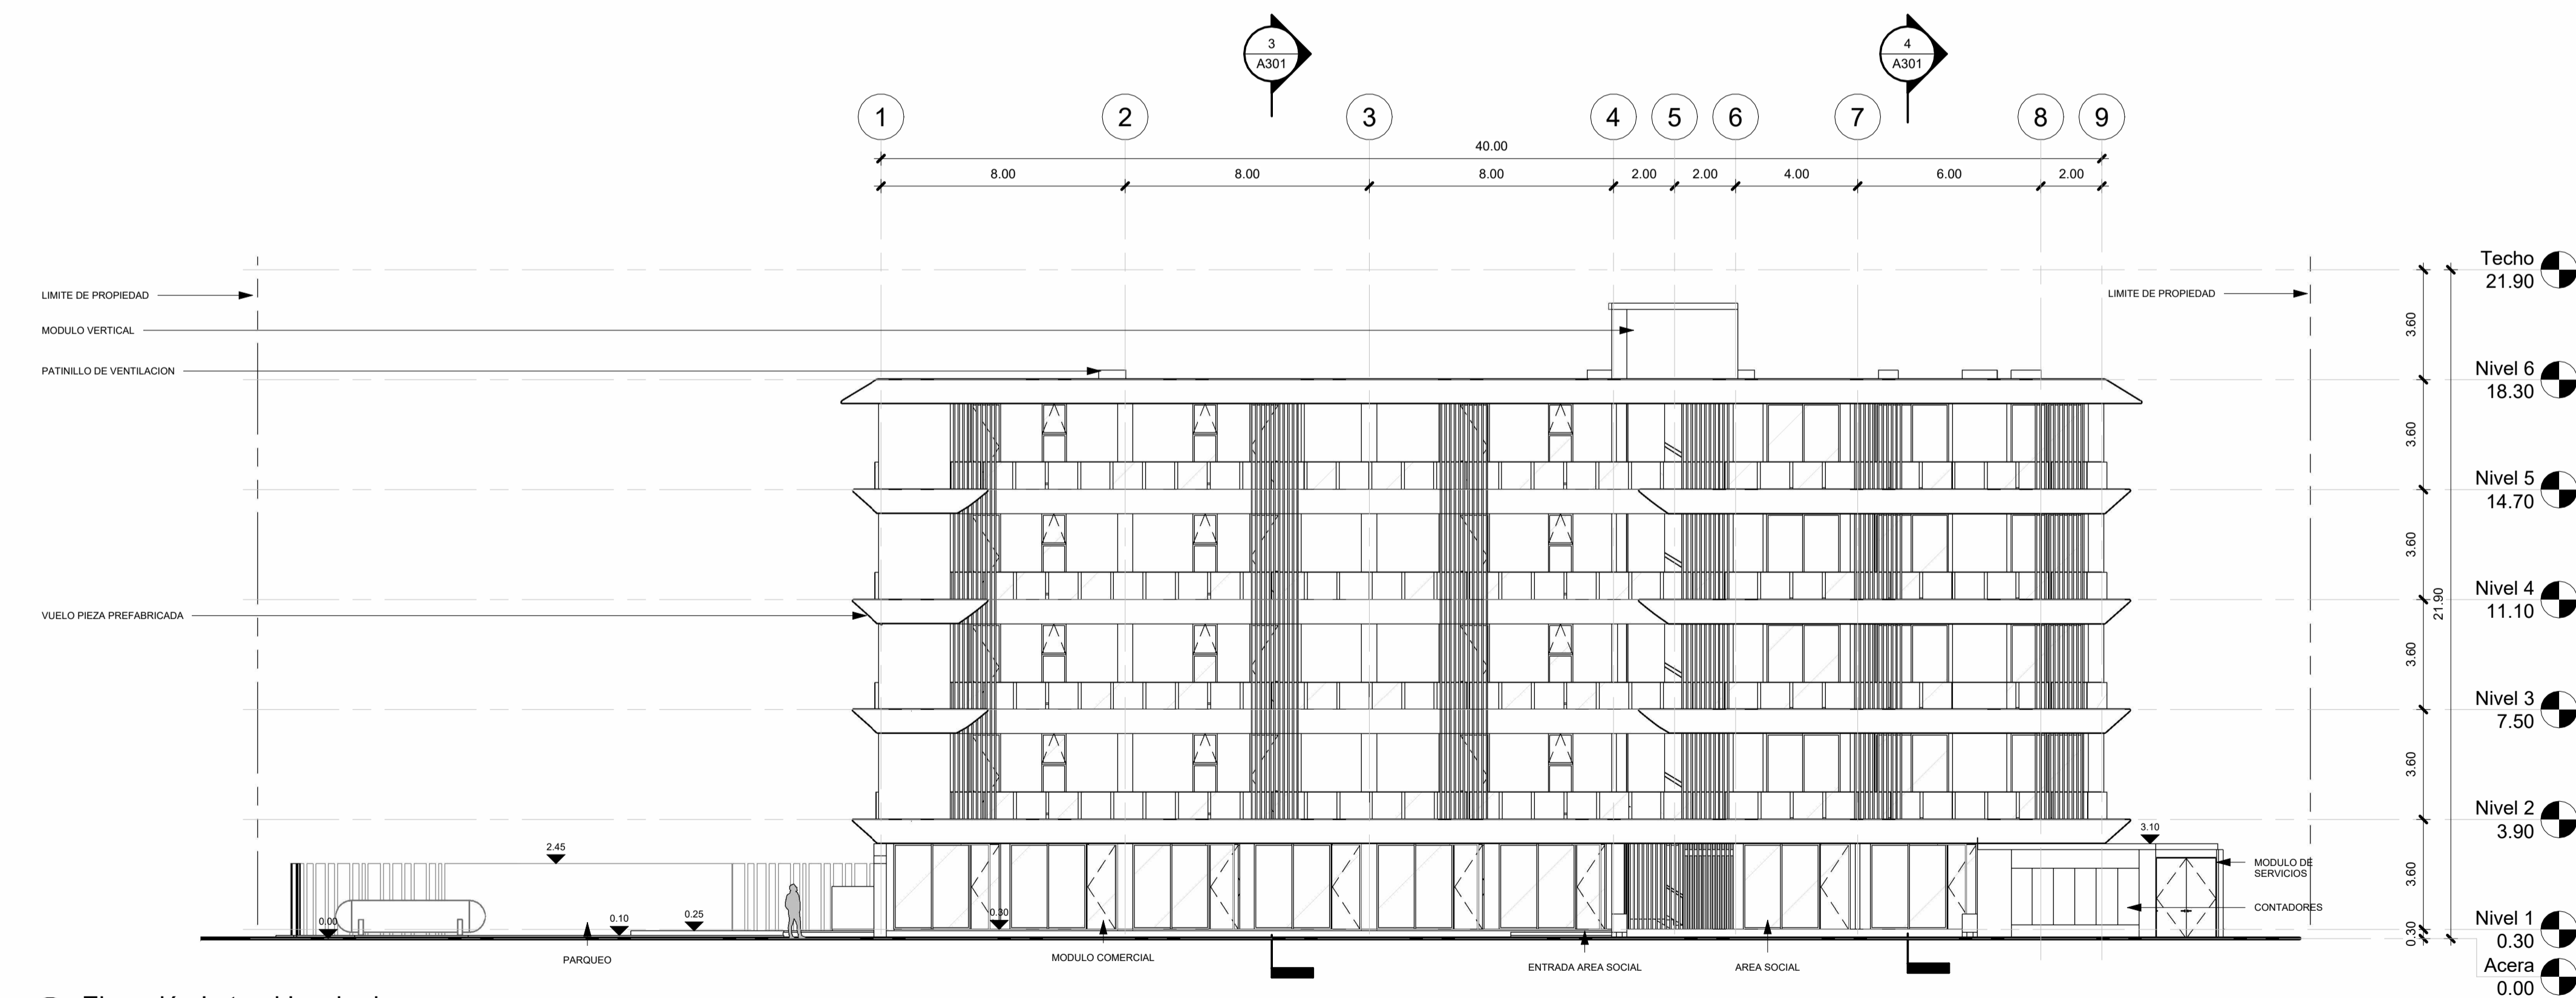 3
A301
4
A301
1
2
3
4
5
6
7
8
9
40.00
8.00
8.00
8.00
2.00
2.00
4.00
6.00
2.00
Techo
21.90
LIMITE DE PROPIEDAD
LIMITE DE PROPIEDAD
3.60
MODULO VERTICAL
PATINILLO DE VENTILACION
Nivel 6
18.30
3.60
Nivel 5
14.70
3.60
Nivel 4
11.10
21.90
VUELO PIEZA PREFABRICADA
3.60
Nivel 3
7.50
3.60
Nivel 2
3.90
3.10
2.45
MODULO DE
SERVICIOS
3.60
CONTADORES
0.00
0.10
0.25
0.30
Nivel 1
0.30
0.30
PARQUEO
MODULO COMERCIAL
ENTRADA AREA SOCIAL
AREA SOCIAL
Acera
0.00